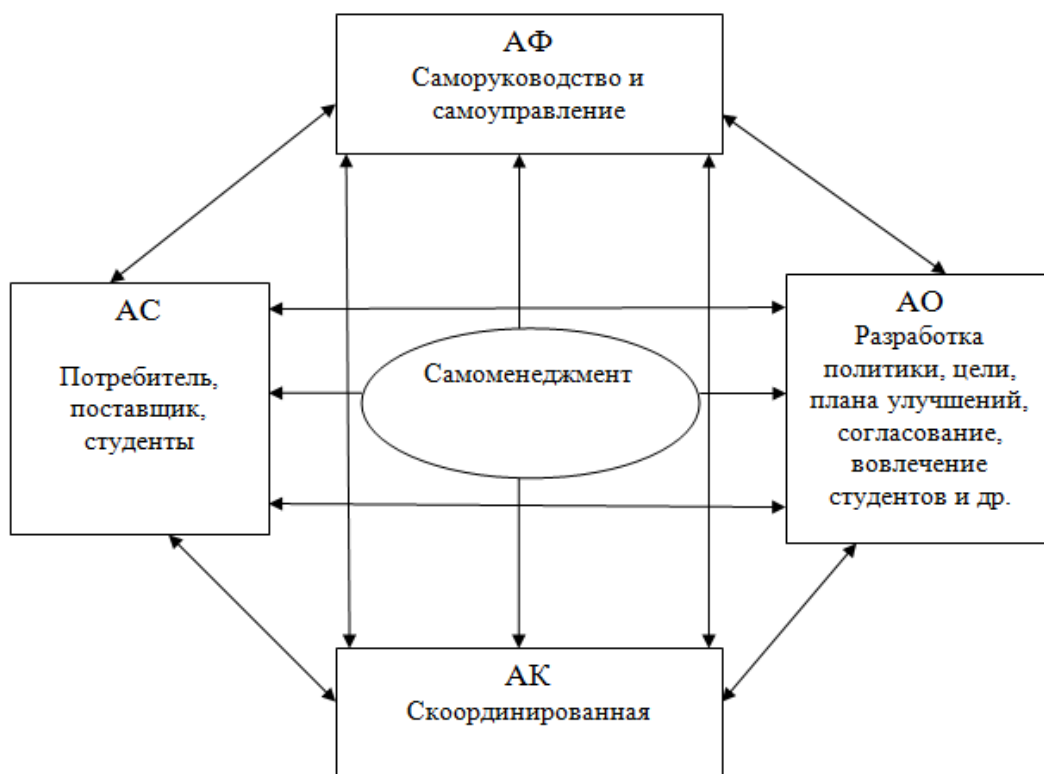 АФ
Саморуководство и
самоуправление
АС
Потребитель,
поставщик,
студенты
Самоменеджмент
АО
Разработка
политики, цели,
плана улучшений,
согласование,
вовлечение
студентов и др.
АК
Скоординированная